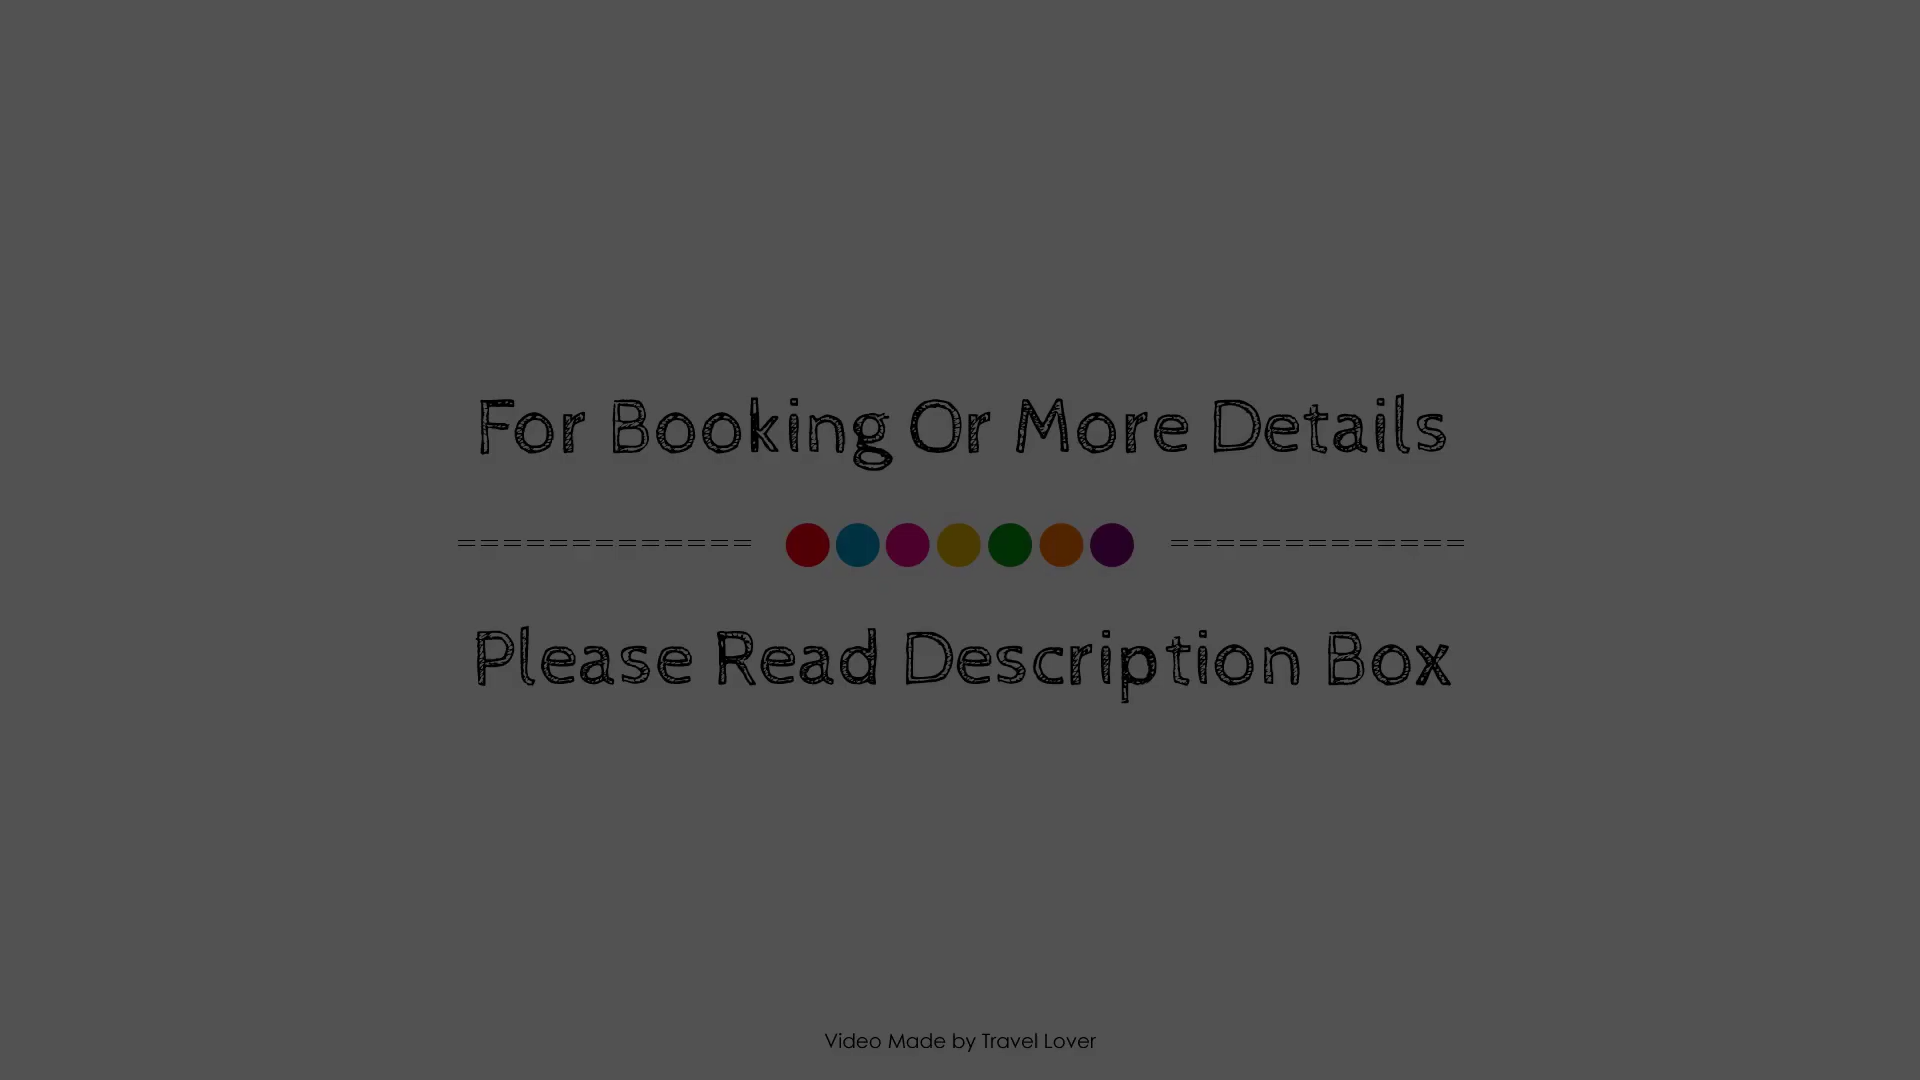 For Booking Or More Details
============= =============
Please Read Description Box
Video Made by Travel Lover